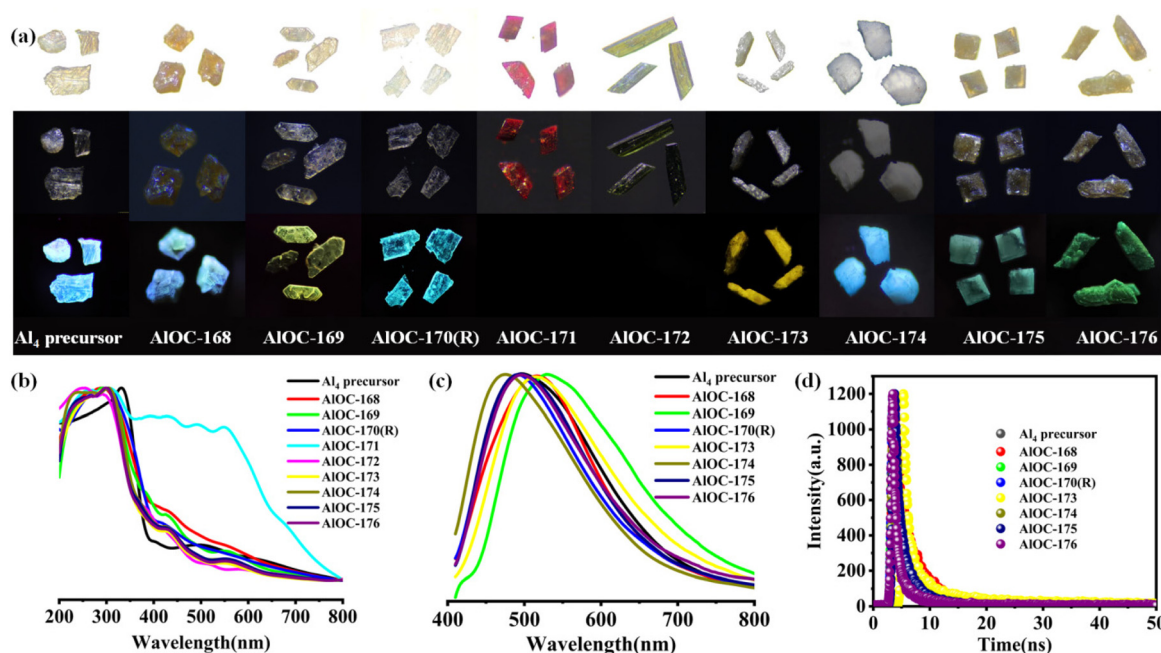 (a)
Al₄ precursor AlOC-168 AlOC-169 AlOC-170(R) AlOC-171 AlOC-172 AlOC-173 AlOC-174 AlOC-175 AlOC-176
(b)
Al₄ precursor
AlOC-168
AlOC-169
AlOC-170(R)
AlOC-171
AlOC-172
AlOC-173
AlOC-174
AlOC-175
AlOC-176
200 300 400 500 600 700 800
Wavelength(nm)
(c)
Al₄ precursor
AlOC-168
AlOC-169
AlOC-170(R)
AlOC-173
AlOC-174
AlOC-175
AlOC-176
400 500 600 700 800
Wavelength(nm)
(d)
Intensity(a.u.)
1200
1000
800
600
400
200
0
Al₄ precursor
AlOC-168
AlOC-169
AlOC-170(R)
AlOC-173
AlOC-174
AlOC-175
AlOC-176
0 10 20 30 40 50
Time(ns)